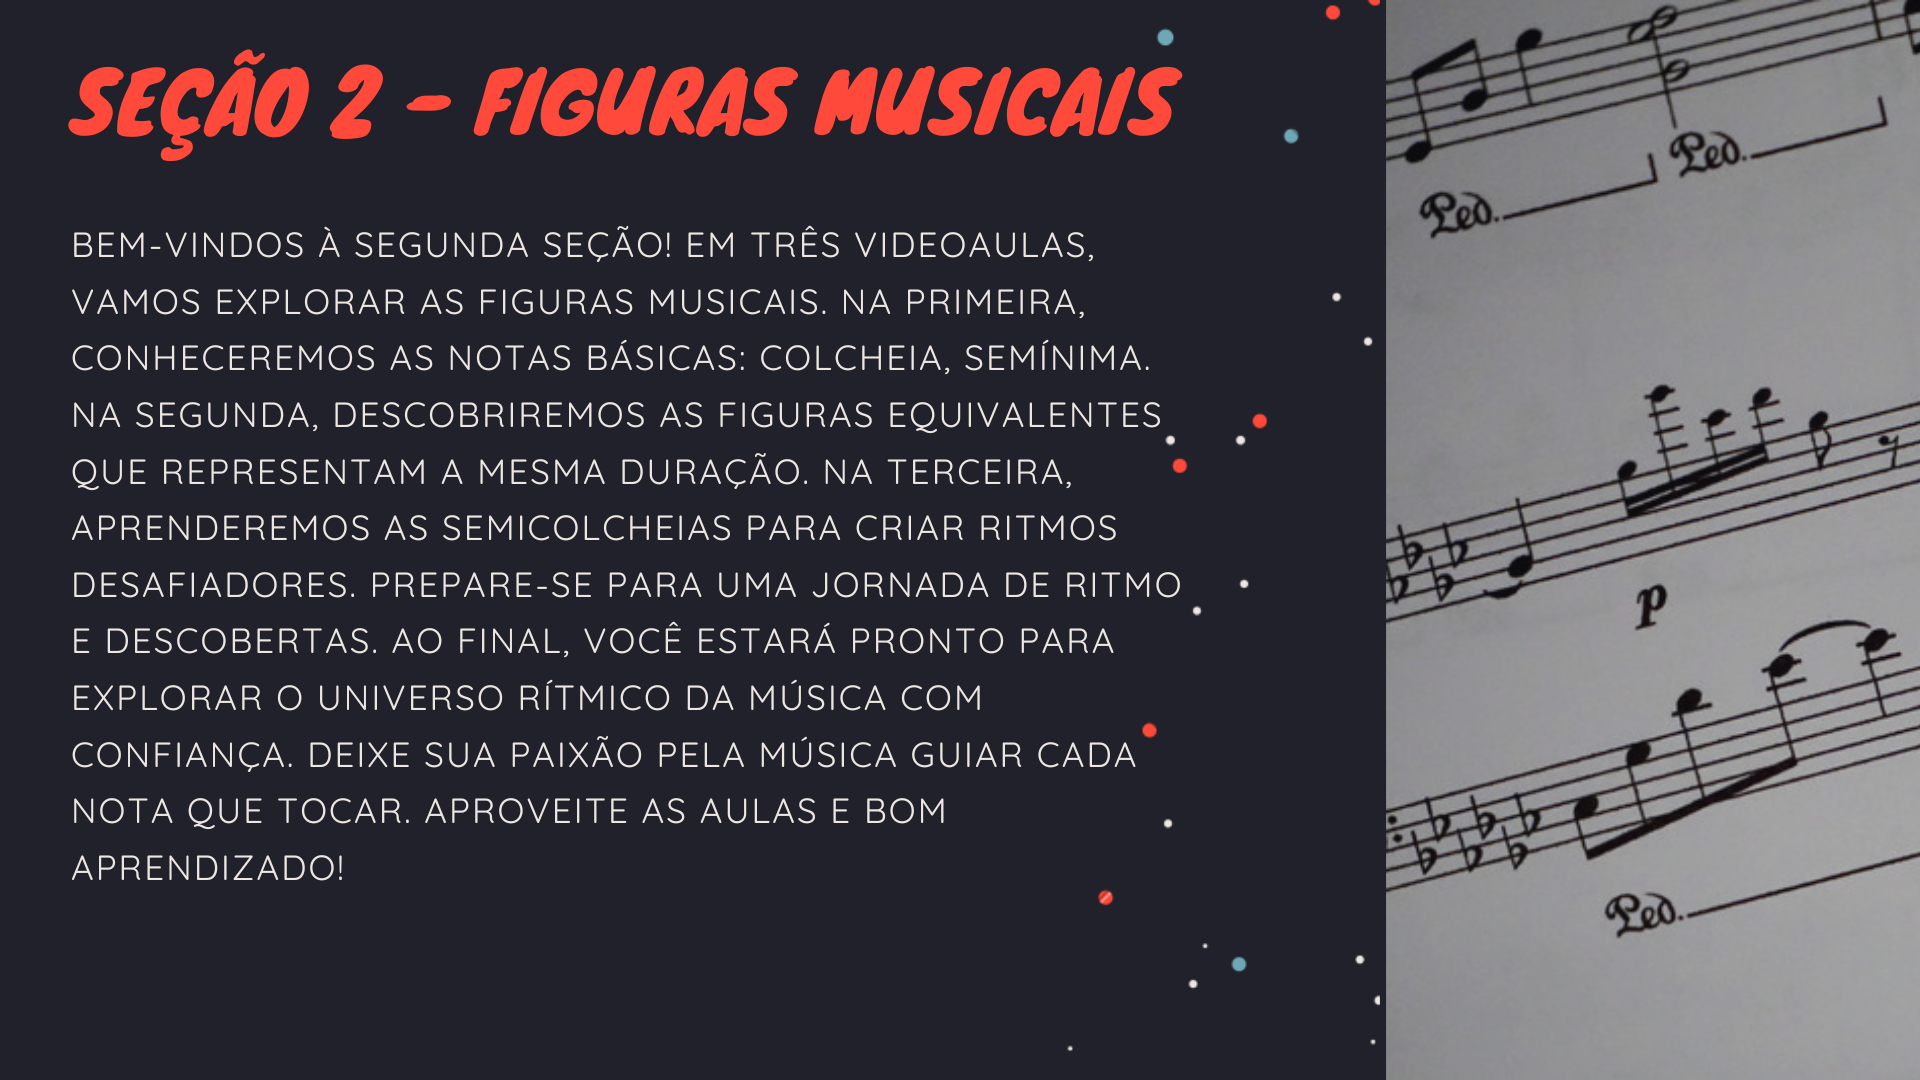 SEÇÃO 2 - FIGURAS MUSICAIS
BEM-VINDOS À SEGUNDA SEÇÃO! EM TRÊS VIDEOAULAS,
VAMOS EXPLORAR AS FIGURAS MUSICAIS. NA PRIMEIRA,
CONHECEREMOS AS NOTAS BÁSICAS: COLCHEIA, SEMÍNIMA.
NA SEGUNDA, DESCOBRIREMOS AS FIGURAS EQUIVALENTES
QUE REPRESENTAM A MESMA DURAÇÃO. NA TERCEIRA,
APRENDEREMOS AS SEMICOLCHEIAS PARA CRIAR RITMOS
DESAFIADORES. PREPARE-SE PARA UMA JORNADA DE RITMO
E DESCOBERTAS. AO FINAL, VOCÊ ESTARÁ PRONTO PARA
EXPLORAR O UNIVERSO RÍTMICO DA MÚSICA COM
CONFIANÇA. DEIXE SUA PAIXÃO PELA MÚSICA GUIAR CADA
NOTA QUE TOCAR. APROVEITE AS AULAS E BOM
APRENDIZADO!
Ped.
Ped.
p
Ped.